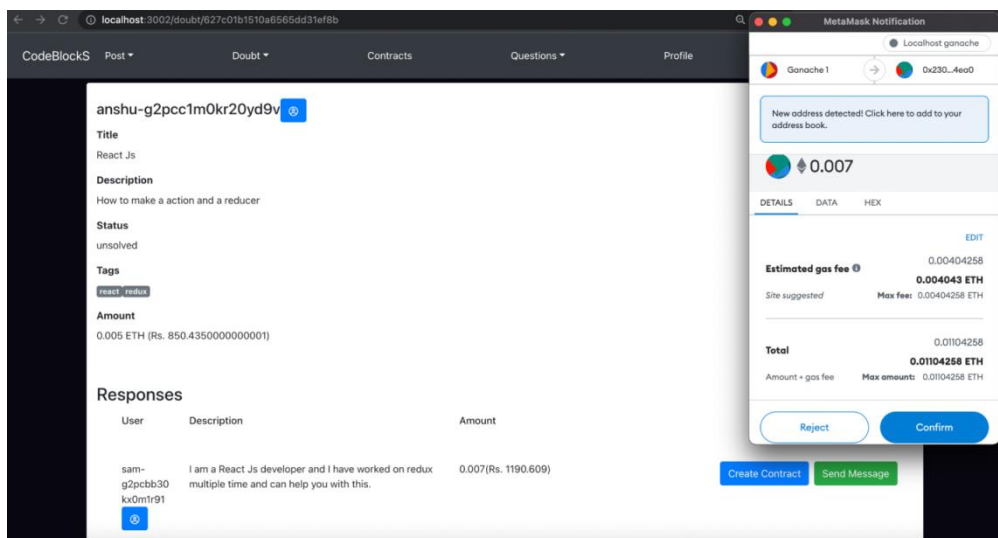 localhost:3002/doubt/627c01b1510a6565dd31ef8b
CodeBlockS Post Doubt Contracts Questions Profile
anshu-g2pcc1m0kr20yd9v
Title
React Js
Description
How to make a action and a reducer
Status
unsolved
Tags
react redux
Amount
0.005 ETH (Rs. 850.4350000000001)
Responses
User Description Amount
sam-
g2pcbb30
kx0m1r91
I am a React Js developer and I have worked on redux
multiple time and can help you with this.
0.007(Rs. 1190.609)
Create Contract Send Message
MetaMask Notification
Localhost ganache
Ganache 1 0x230...4ea0
New address detected! Click here to add to your
address book.
0.007
DETAILS DATA HEX
EDIT
0.00404258
Estimated gas fee 0.004043 ETH
Site suggested Max fee: 0.00404258 ETH
0.01104258
Total 0.01104258 ETH
Amount + gas fee Max amount: 0.01104258 ETH
Reject Confirm